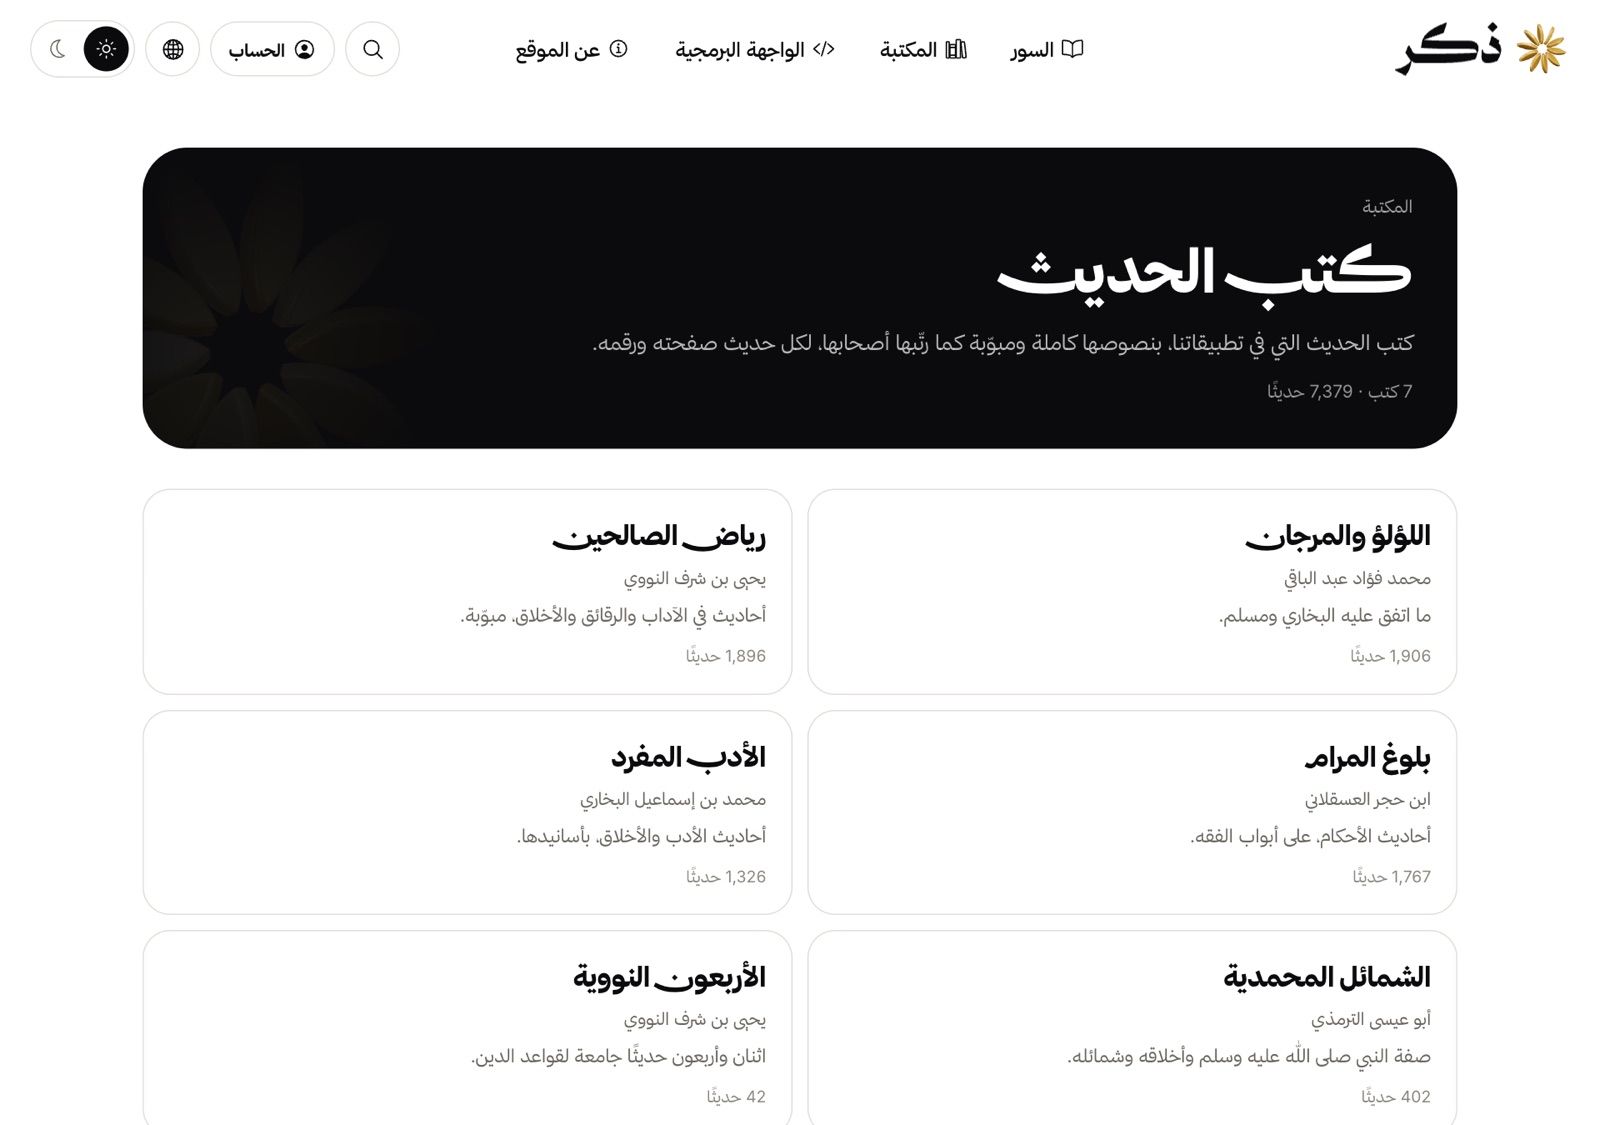 ذكر
السور
المكتبة
الواجهة البرمجية
عن الموقع
الحساب
المكتبة
كتب الحديث
كتب الحديث التي في تطبيقاتنا، بنصوصها كاملة ومبوّبة كما رتّبها أصحابها، لكل حديث صفحته ورقمه.
7 كتب · 7,379 حديثًا
اللؤلؤ والمرجان
محمد فؤاد عبد الباقي
ما اتفق عليه البخاري ومسلم.
1,906 حديثًا
رياض الصالحين
يحيى بن شرف النووي
أحاديث في الآداب والرقائق والأخلاق، مبوّبة.
1,896 حديثًا
بلوغ المرام
ابن حجر العسقلاني
أحاديث الأحكام، على أبواب الفقه.
1,767 حديثًا
الأدب المفرد
محمد بن إسماعيل البخاري
أحاديث الأدب والأخلاق، بأسانيدها.
1,326 حديثًا
الشمائل المحمدية
أبو عيسى الترمذي
صفة النبي صلى الله عليه وسلم وأخلاقه وشمائله.
402 حديثًا
الأربعون النووية
يحيى بن شرف النووي
اثنان وأربعون حديثًا جامعة لقواعد الدين.
42 حديثًا